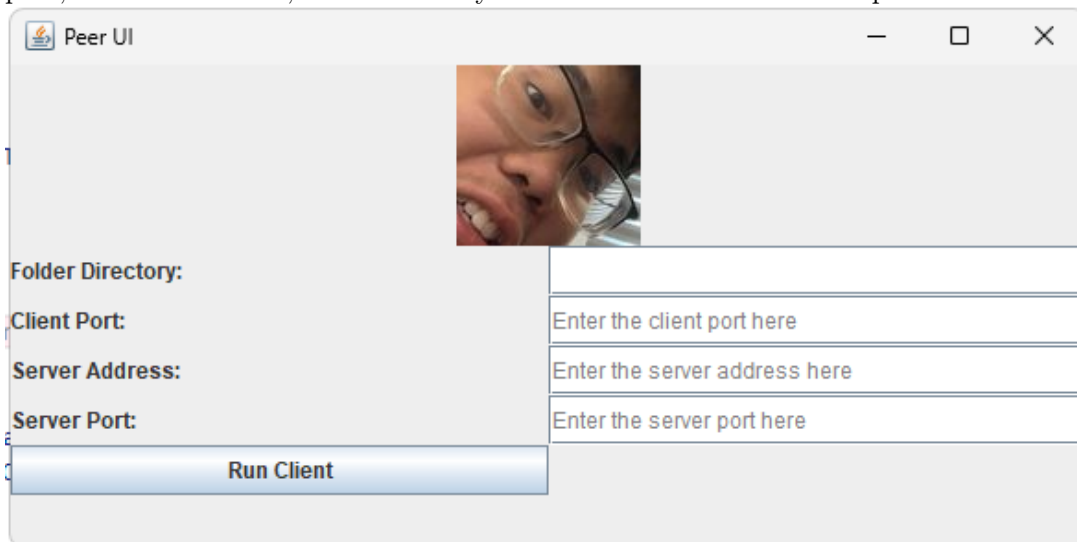 Peer UI
Folder Directory:
Client Port: Enter the client port here
Server Address: Enter the server address here
Server Port: Enter the server port here
Run Client